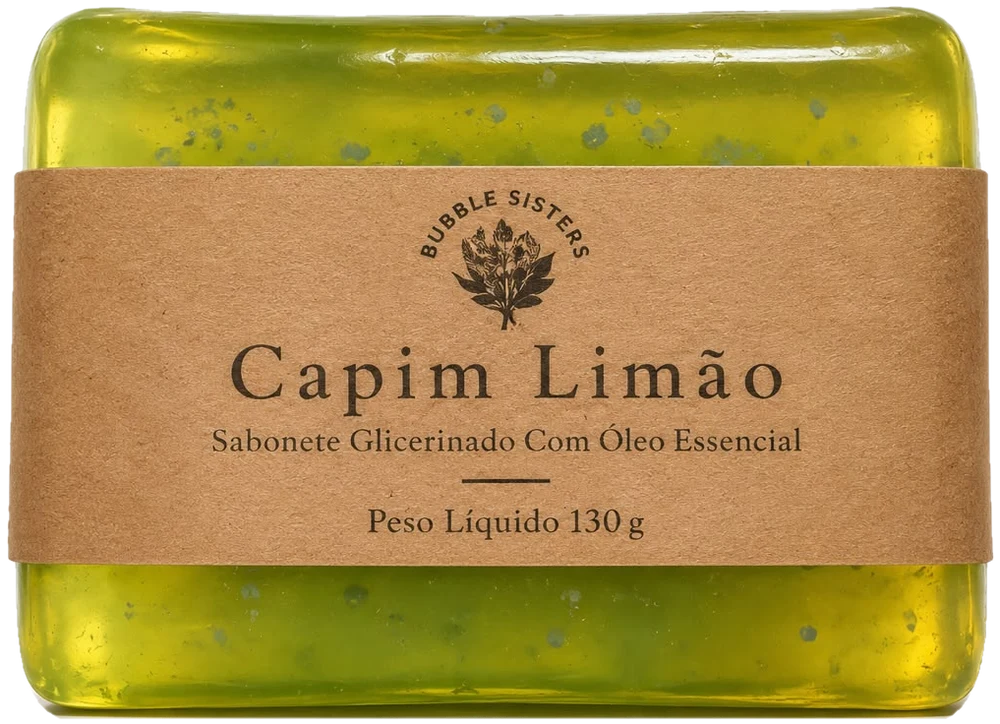 BUBBLE SISTERS
Capim Limão
Sabonete Glicerinado Com Óleo Essencial
Peso Líquido 130 g